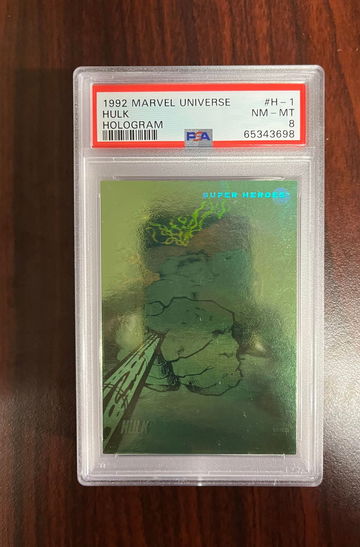 1992 MARVEL UNIVERSE #H-1
HULK NM-MT
HOLOGRAM 8
PSA 65343698
SUPER HEROES
HULK